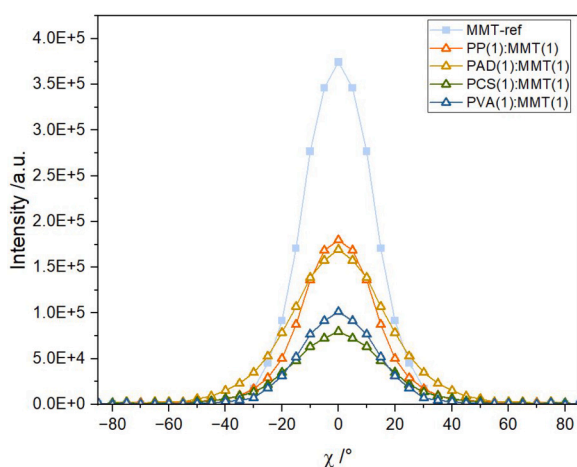 MMT-ref
PP(1):MMT(1)
PAD(1):MMT(1)
PCS(1):MMT(1)
PVA(1):MMT(1)
4.0E+5
3.5E+5
3.0E+5
2.5E+5
2.0E+5
1.5E+5
1.0E+5
5.0E+4
0.0E+0
Intensity /a.u.
-80 -60 -40 -20 0 20 40 60 80
χ /°